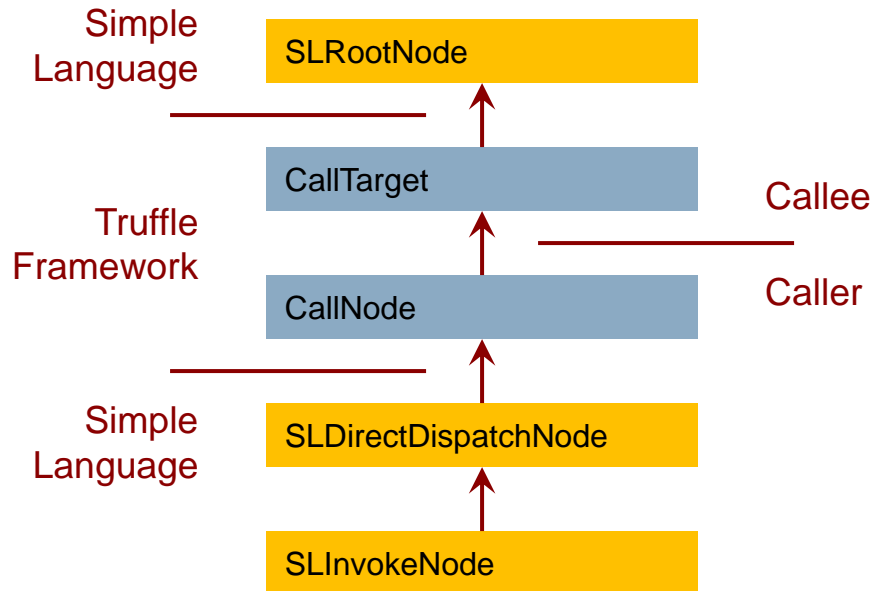 Simple
Language
SLRootNode
CallTarget
Callee
Truffle
Framework
CallNode
Caller
Simple
Language
SLDirectDispatchNode
SLInvokeNode